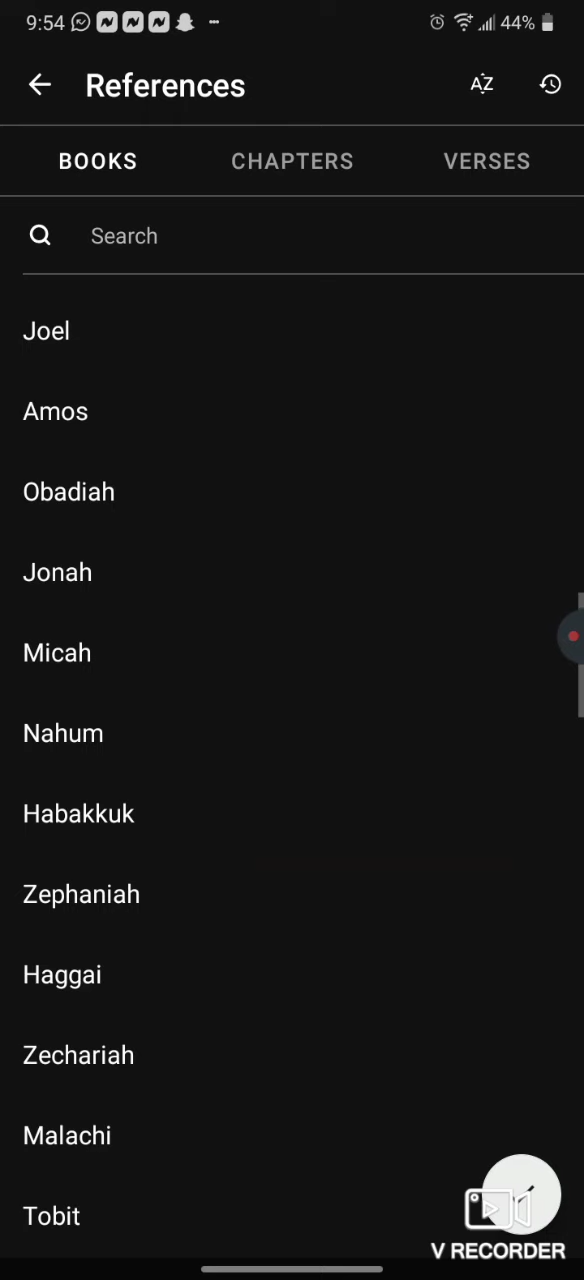 9:54 44%
References AZ
BOOKS CHAPTERS VERSES
Search
Joel
Amos
Obadiah
Jonah
Micah
Nahum
Habakkuk
Zephaniah
Haggai
Zechariah
Malachi
Tobit
V RECORDER